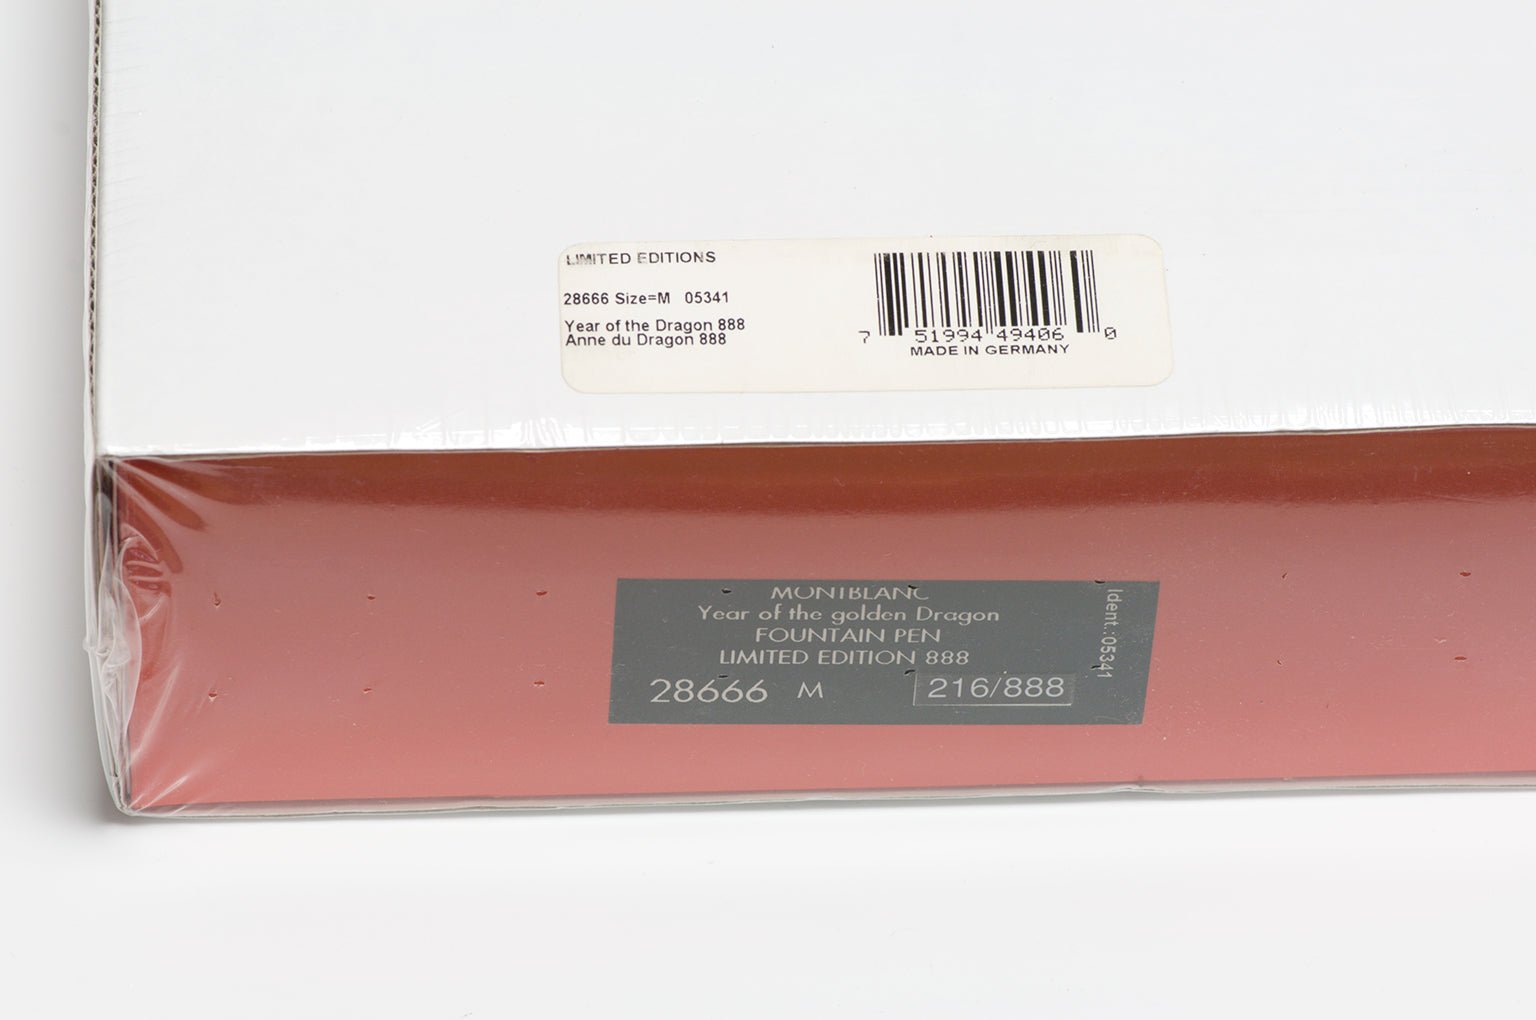 LIMITED EDITIONS
28666 Size=M 05341
Year of the Dragon 888
Anne du Dragon 888
7 51994 49406 0
MADE IN GERMANY
MONTBLANC
Year of the golden Dragon
FOUNTAIN PEN
LIMITED EDITION 888
28666 M 216/888
Ident.:05341